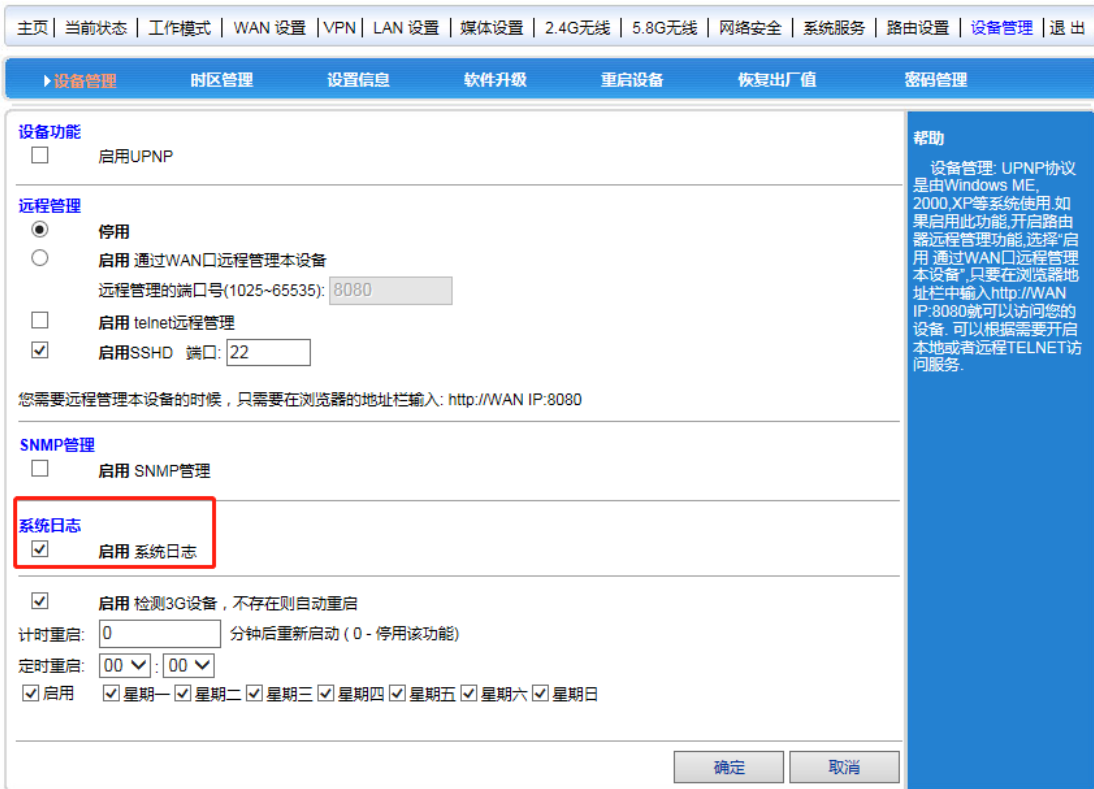 主页 | 当前状态 | 工作模式 | WAN 设置 | VPN | LAN 设置 | 媒体设置 | 2.4G无线 | 5.8G无线 | 网络安全 | 系统服务 | 路由设置 | 设备管理 | 退 出
设备管理 时区管理 设置信息 软件升级 重启设备 恢复出厂值 密码管理
设备功能
启用UPNP
远程管理
停用
启用 通过WAN口远程管理本设备
远程管理的端口号(1025~65535): 8080
启用 telnet远程管理
启用SSHD 端口: 22
您需要远程管理本设备的时候，只需要在浏览器的地址栏输入: http://WAN IP:8080
SNMP管理
启用 SNMP管理
系统日志
启用 系统日志
启用 检测3G设备，不存在则自动重启
计时重启: 0 分钟后重新启动 ( 0 - 停用该功能)
定时重启: 00 : 00
启用 星期一 星期二 星期三 星期四 星期五 星期六 星期日
确定 取消
帮助
设备管理: UPNP协议
是由Windows ME,
2000,XP等系统使用.如
果启用此功能,开启路由
器远程管理功能,选择“启
用 通过WAN口远程管理
本设备”,只要在浏览器地
址栏中输入http://WAN
IP:8080就可以访问您的
设备. 可以根据需要开启
本地或者远程TELNET访
问服务.